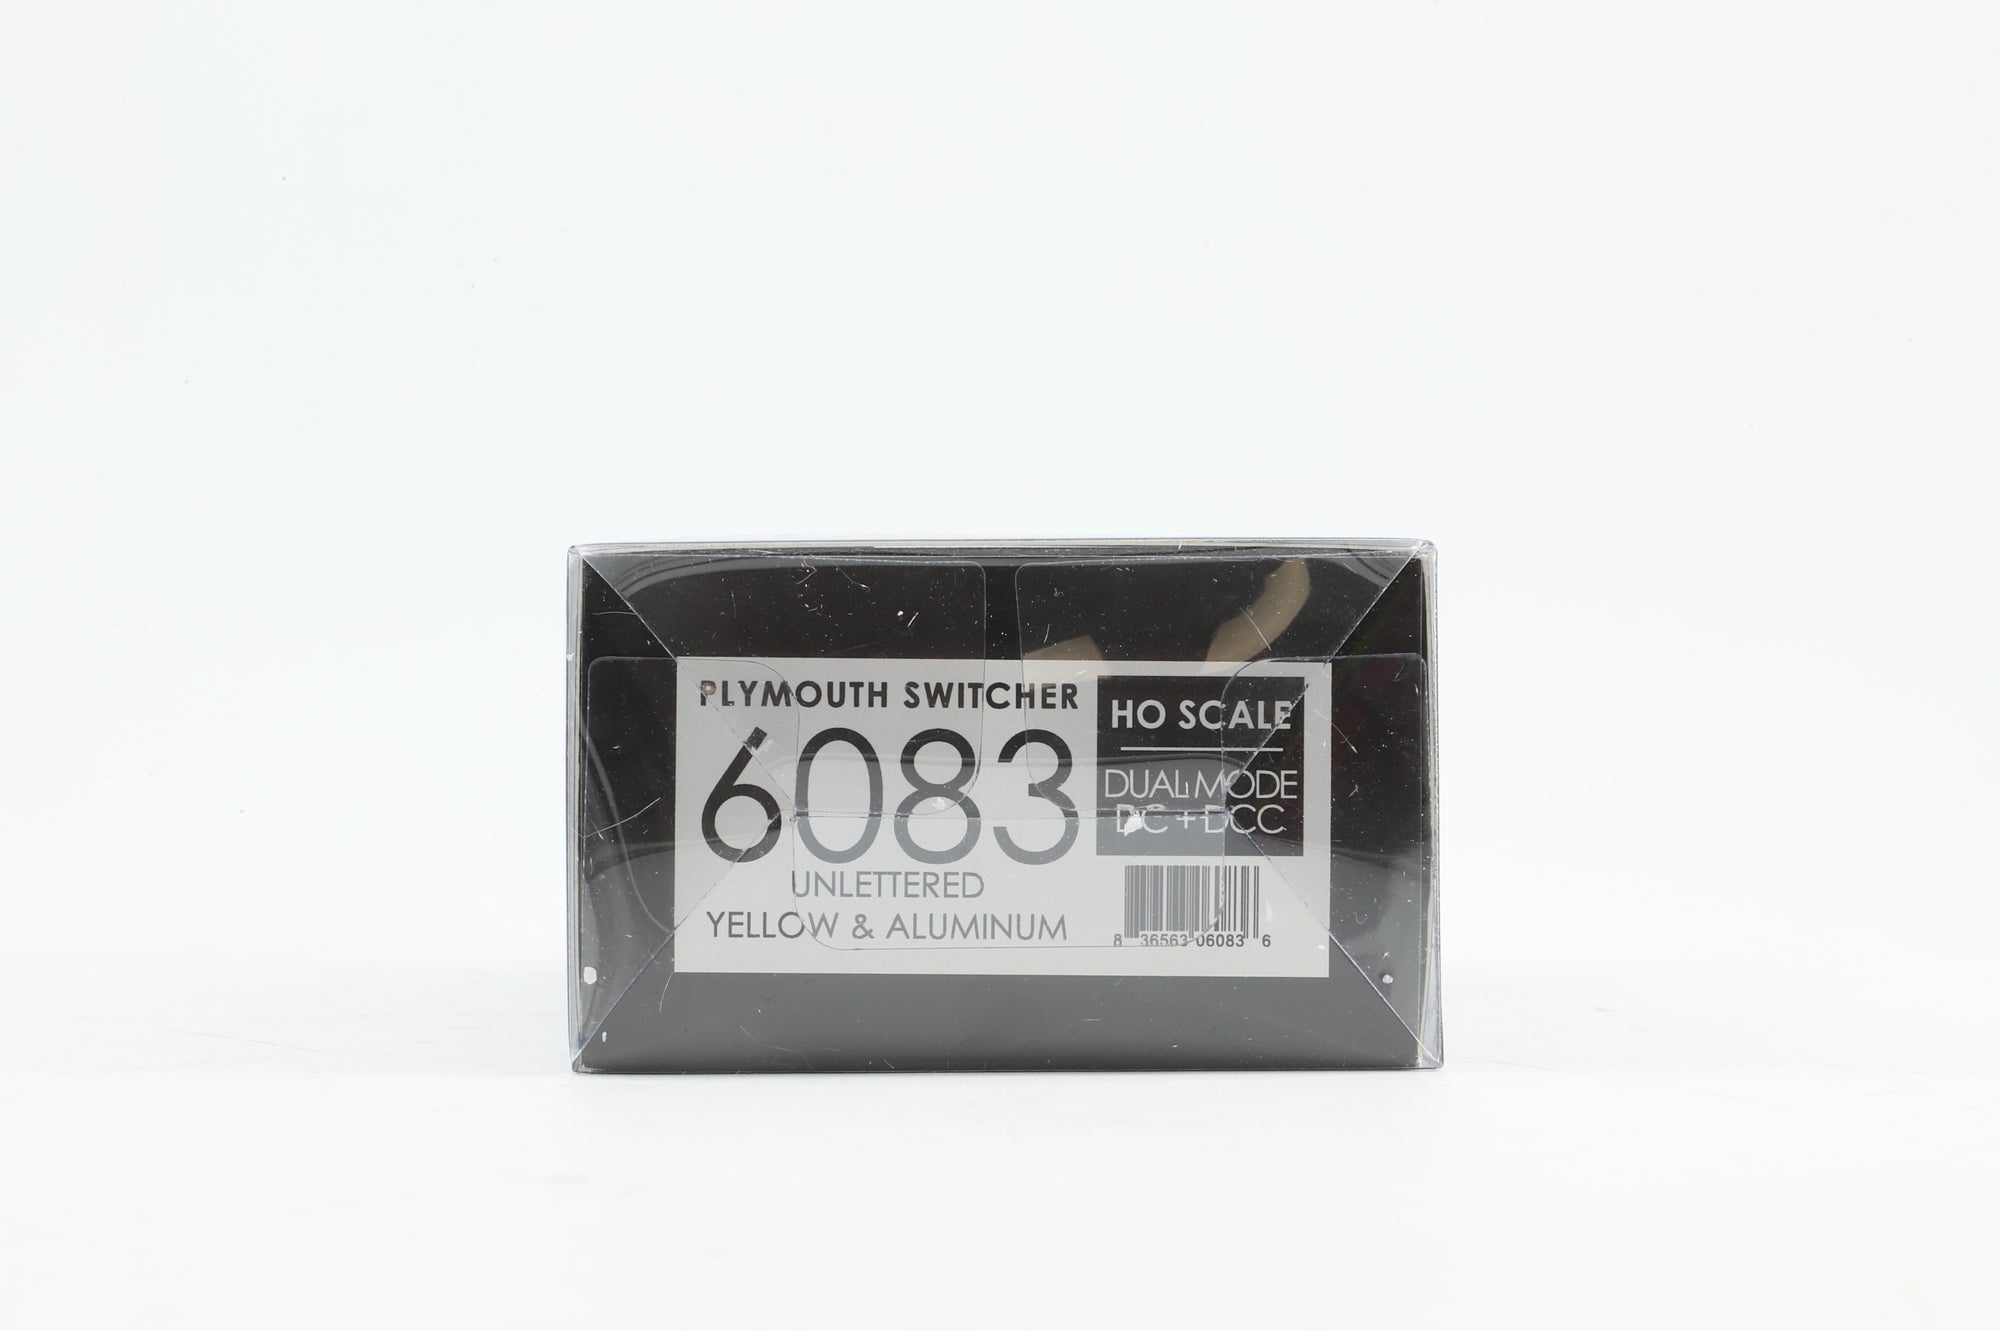 PLYMOUTH SWITCHER
6083
UNLETTERED
YELLOW & ALUMINUM
HO SCALE
DUAL MODE
DC + DCC
8 36563 06083 6